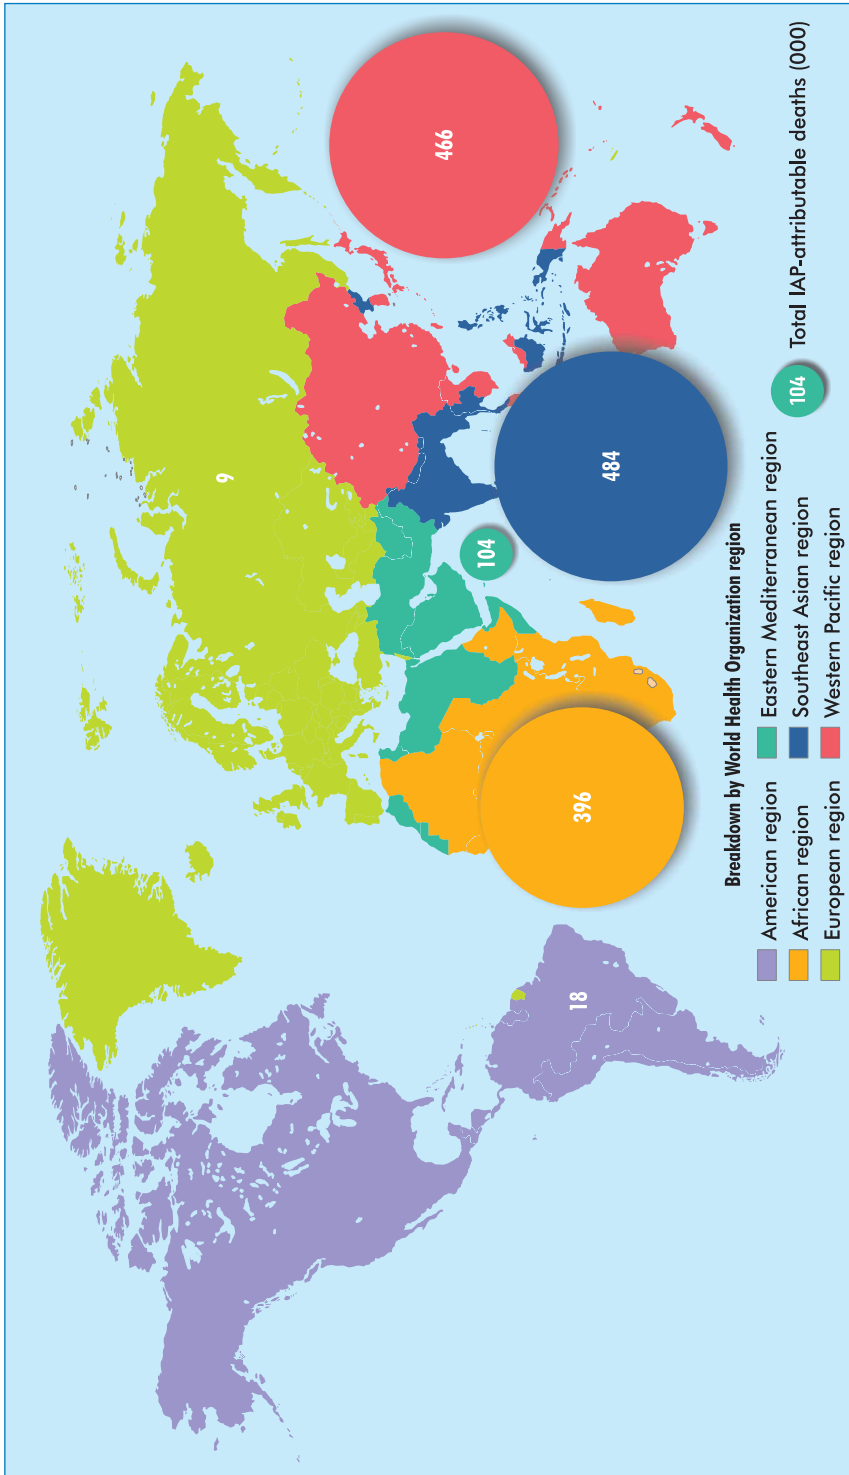 9
466
104
484
396
18
Breakdown by World Health Organization region
American region
African region
European region
Eastern Mediterranean region
Southeast Asian region
Western Pacific region
104
Total IAP-attributable deaths (000)